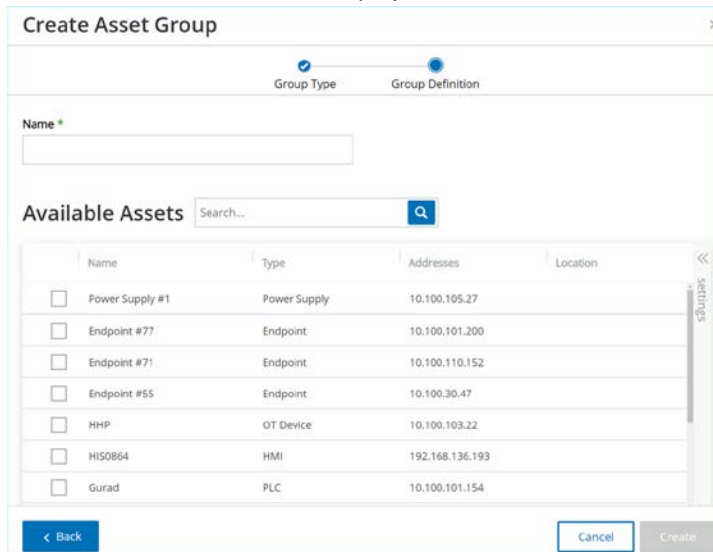 Create Asset Group
Group Type Group Definition
Name *
Available Assets Search...
Name Type Addresses Location
settings
Power Supply #1 Power Supply 10.100.105.27
Endpoint #77 Endpoint 10.100.101.200
Endpoint #71 Endpoint 10.100.110.152
Endpoint #55 Endpoint 10.100.30.47
HHP OT Device 10.100.103.22
HIS0864 HMI 192.168.136.193
Gurad PLC 10.100.101.154
Back Cancel Create